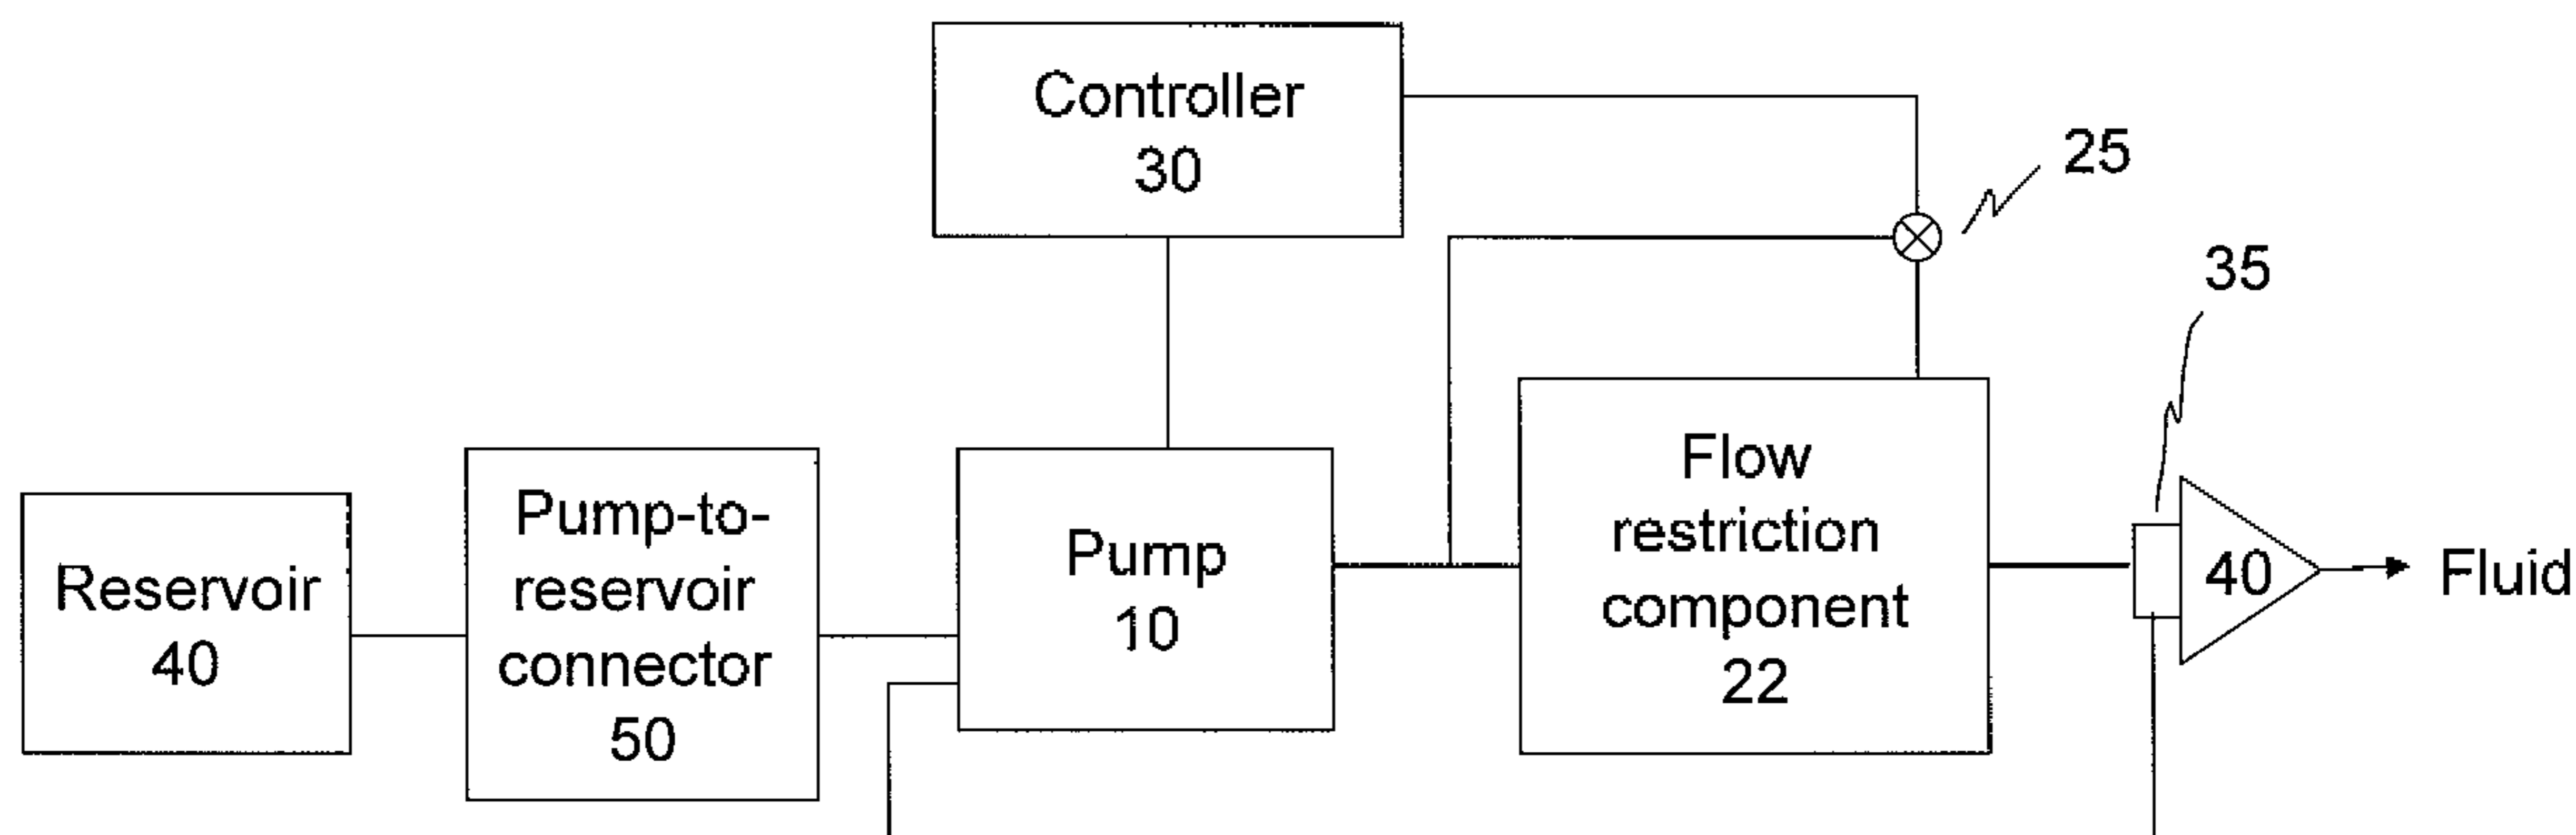 Controller
30
25
35
Reservoir
40
Pump-to-
reservoir
connector
50
Pump
10
Flow
restriction
component
22
40
Fluid